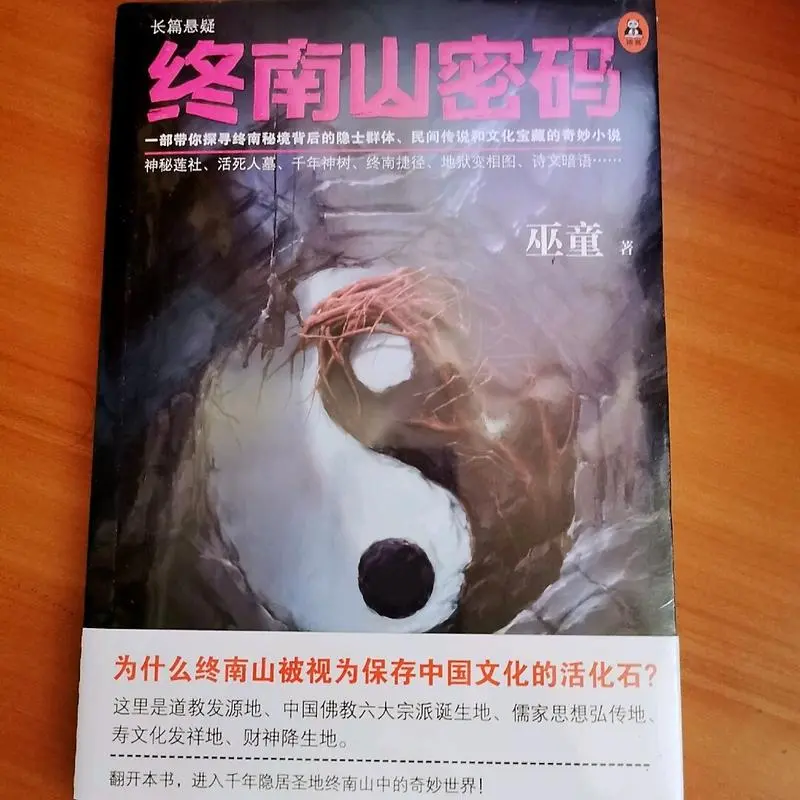 长篇悬疑
读客
终南山密码
一部带你探寻终南秘境背后的隐士群体、民间传说和文化宝藏的奇妙小说
神秘莲社、活死人墓、千年神树、终南捷径、地狱变相图、诗文暗语……
巫童 著
为什么终南山被视为保存中国文化的活化石?
这里是道教发源地、中国佛教六大宗派诞生地、儒家思想弘传地、
寿文化发祥地、财神降生地。
翻开本书，进入千年隐居圣地终南山中的奇妙世界!